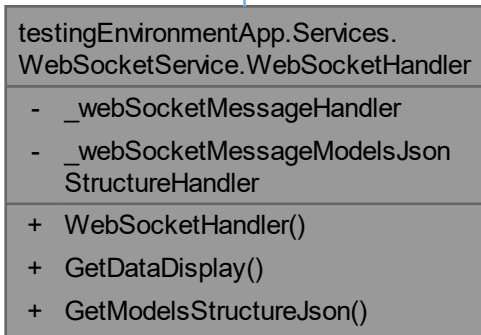 testingEnvironmentApp.Services.
WebSocketService.WebSocketHandler
- _webSocketMessageHandler
- _webSocketMessageModelsJson
StructureHandler
+ WebSocketHandler()
+ GetDataDisplay()
+ GetModelsStructureJson()